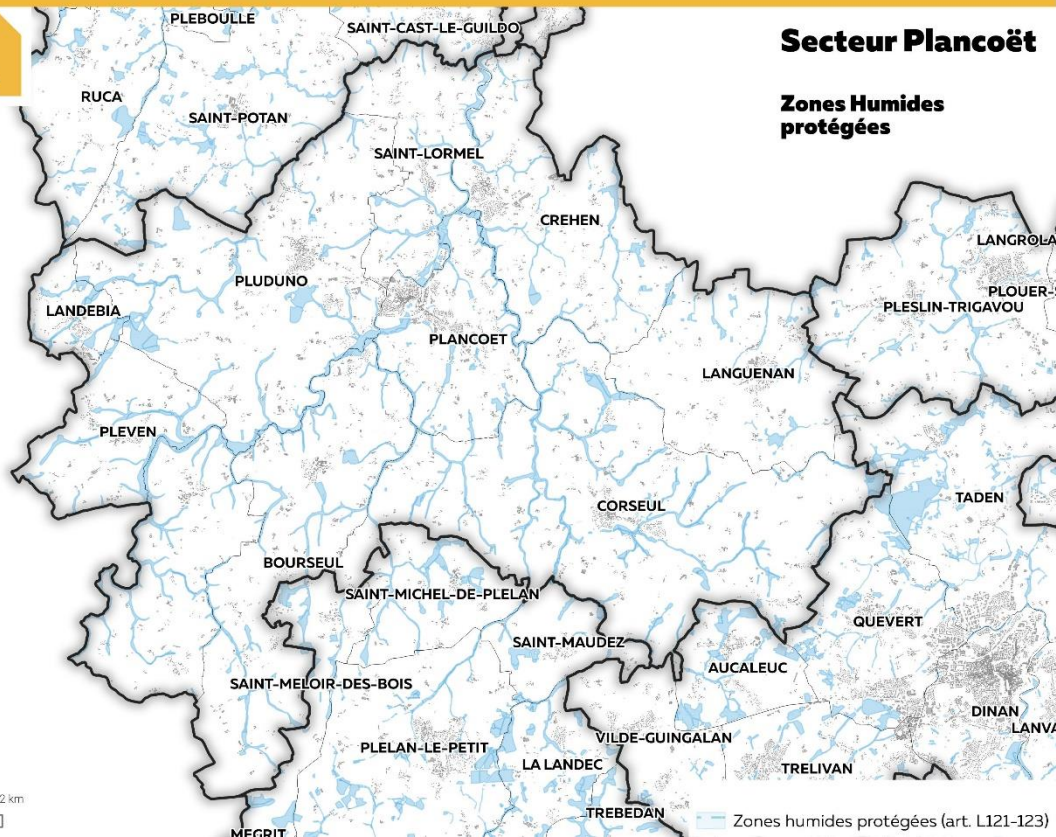 PLEBOULLE
SAINT-CAST-LE-GUILDO
Secteur Plancoët
Zones Humides
protégées
RUCA
SAINT-POTAN
SAINT-LORMEL
CREHEN
LANGROLA
PLUDUNO
PLOUER-S
LANDEBIA
PLESLIN-TRIGAVOU
PLANCOET
LANGUENAN
PLEVEN
TADEN
CORSEUL
BOURSEUL
SAINT-MICHEL-DE-PLELAN
QUEVERT
SAINT-MAUDEZ
AUCALEUC
SAINT-MELOIR-DES-BOIS
DINAN
LANVA
VILDE-GUINGALAN
PLELAN-LE-PETIT
LA LANDEC
TRELIVAN
2 km
TREBEDAN
Zones humides protégées (art. L121-123)
MEGRIT